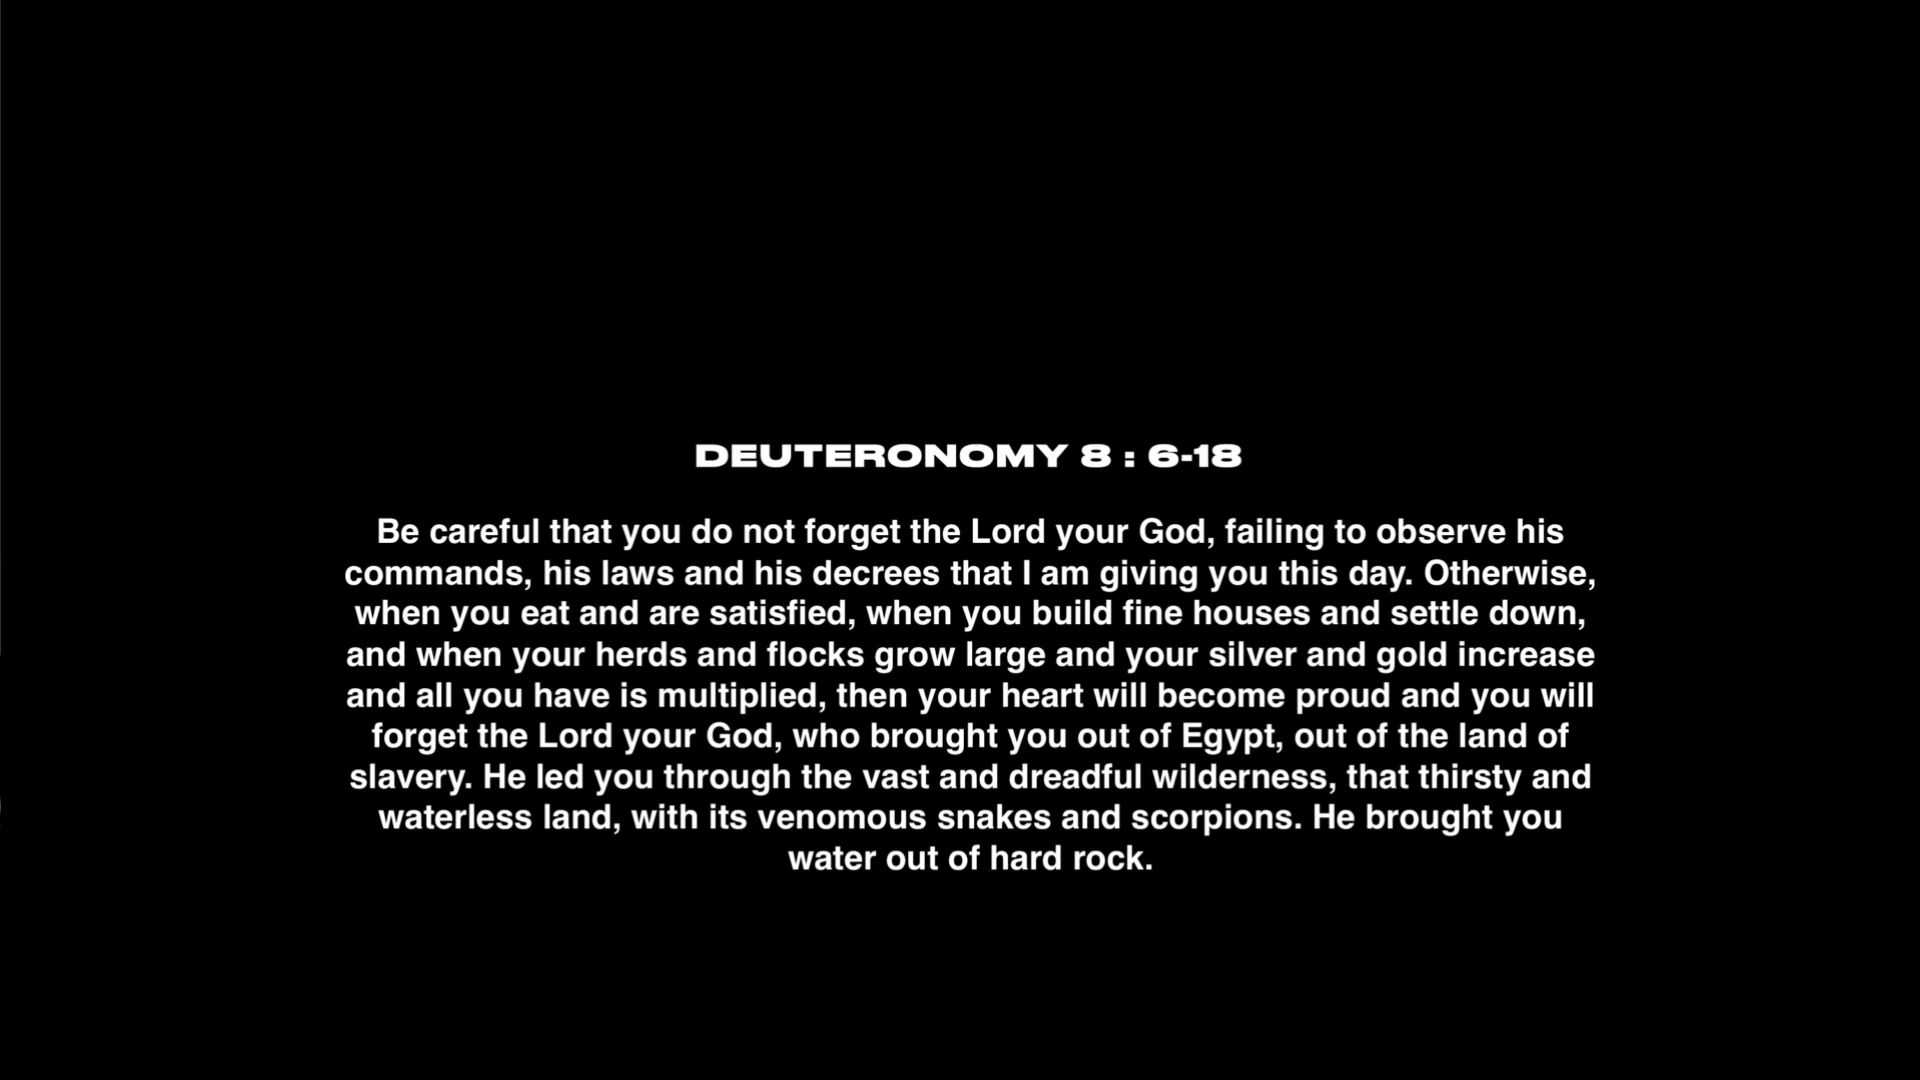 DEUTERONOMY 8 : 6-18
Be careful that you do not forget the Lord your God, failing to observe his
commands, his laws and his decrees that I am giving you this day. Otherwise,
when you eat and are satisfied, when you build fine houses and settle down,
and when your herds and flocks grow large and your silver and gold increase
and all you have is multiplied, then your heart will become proud and you will
forget the Lord your God, who brought you out of Egypt, out of the land of
slavery. He led you through the vast and dreadful wilderness, that thirsty and
waterless land, with its venomous snakes and scorpions. He brought you
water out of hard rock.